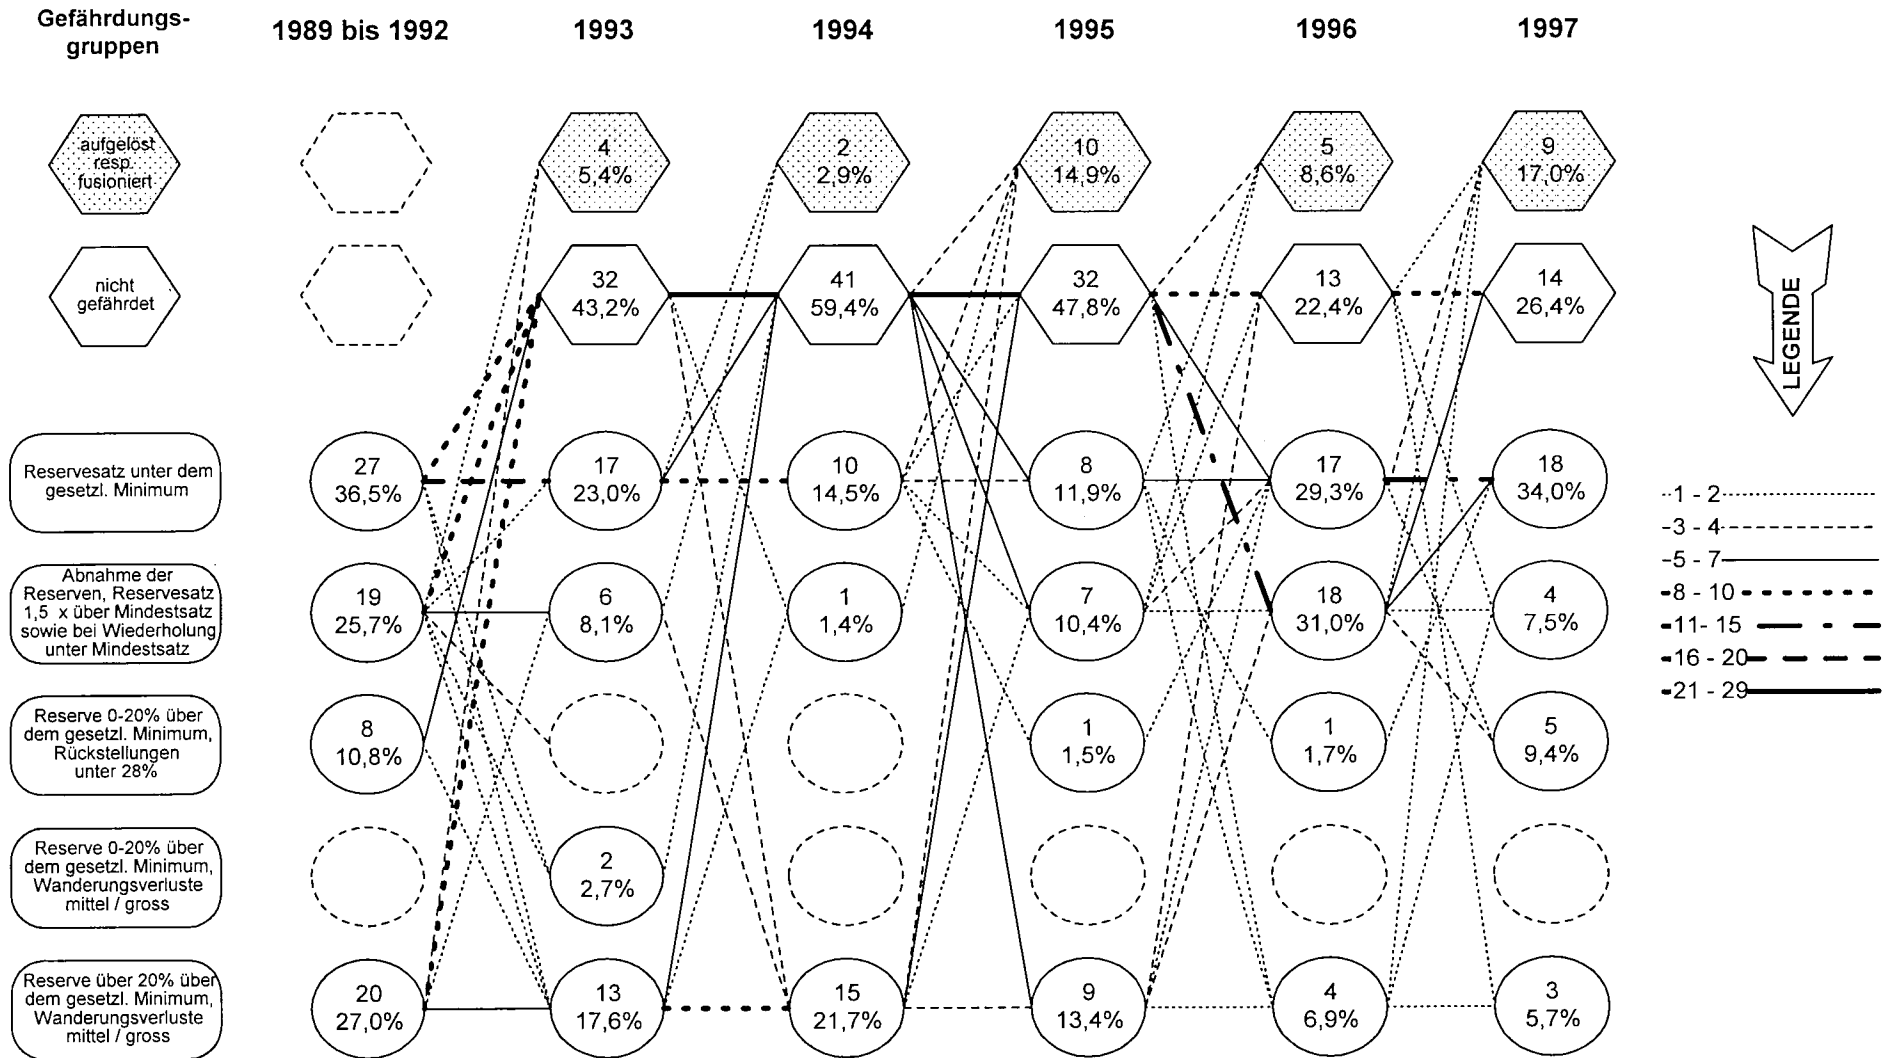 Gefährdungs-
gruppen
1989 bis 1992
1993
1994
1995
1996
1997
aufgelöst
resp.
fusioniert
4
5,4%
2
2,9%
10
14,9%
5
8,6%
9
17,0%
nicht
gefährdet
32
43,2%
41
59,4%
32
47,8%
13
22,4%
14
26,4%
LEGENDE
Reservesatz unter dem
gesetzl. Minimum
27
36,5%
17
23,0%
10
14,5%
8
11,9%
17
29,3%
18
34,0%
Abnahme der
Reserven, Reservesatz
1,5 x über Mindestsatz
sowie bei Wiederholung
unter Mindestsatz
19
25,7%
6
8,1%
1
1,4%
7
10,4%
18
31,0%
4
7,5%
Reserve 0-20% über
dem gesetzl. Minimum,
Rückstellungen
unter 28%
8
10,8%
1
1,5%
1
1,7%
5
9,4%
Reserve 0-20% über
dem gesetzl. Minimum,
Wanderungsverluste
mittel / gross
2
2,7%
Reserve über 20% über
dem gesetzl. Minimum,
Wanderungsverluste
mittel / gross
20
27,0%
13
17,6%
15
21,7%
9
13,4%
4
6,9%
3
5,7%
1 - 2
3 - 4
5 - 7
8 - 10
11 - 15
16 - 20
21 - 29